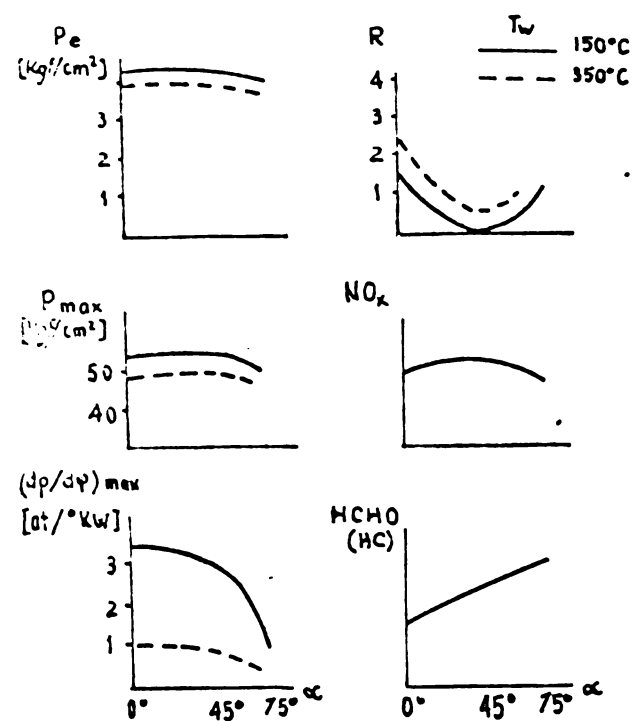 Pe
[Kgf/cm²]
3
2
1
R
4
3
2
1
Tw
150°C
350°C
Pmax
[Kgf/cm²]
50
40
NOx
(dp/dφ) max
[at/°KW]
3
2
1
0° 45° 75° α
HCHO
(HC)
0° 45° 75° α